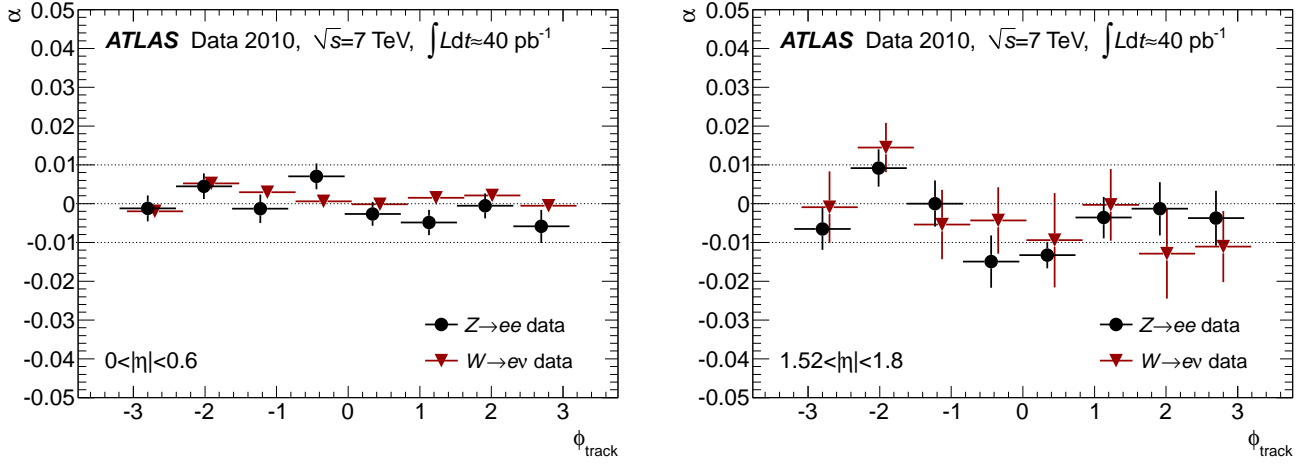 α
0.05
0.04
0.03
0.02
0.01
0
-0.01
-0.02
-0.03
-0.04
-0.05
ATLAS Data 2010, √s=7 TeV, ∫Ldt≈40 pb⁻¹
Z→ee data
W→eν data
0<|η|<0.6
-3 -2 -1 0 1 2 3
ϕtrack
α
0.05
0.04
0.03
0.02
0.01
0
-0.01
-0.02
-0.03
-0.04
-0.05
ATLAS Data 2010, √s=7 TeV, ∫Ldt≈40 pb⁻¹
Z→ee data
W→eν data
1.52<|η|<1.8
-3 -2 -1 0 1 2 3
ϕtrack